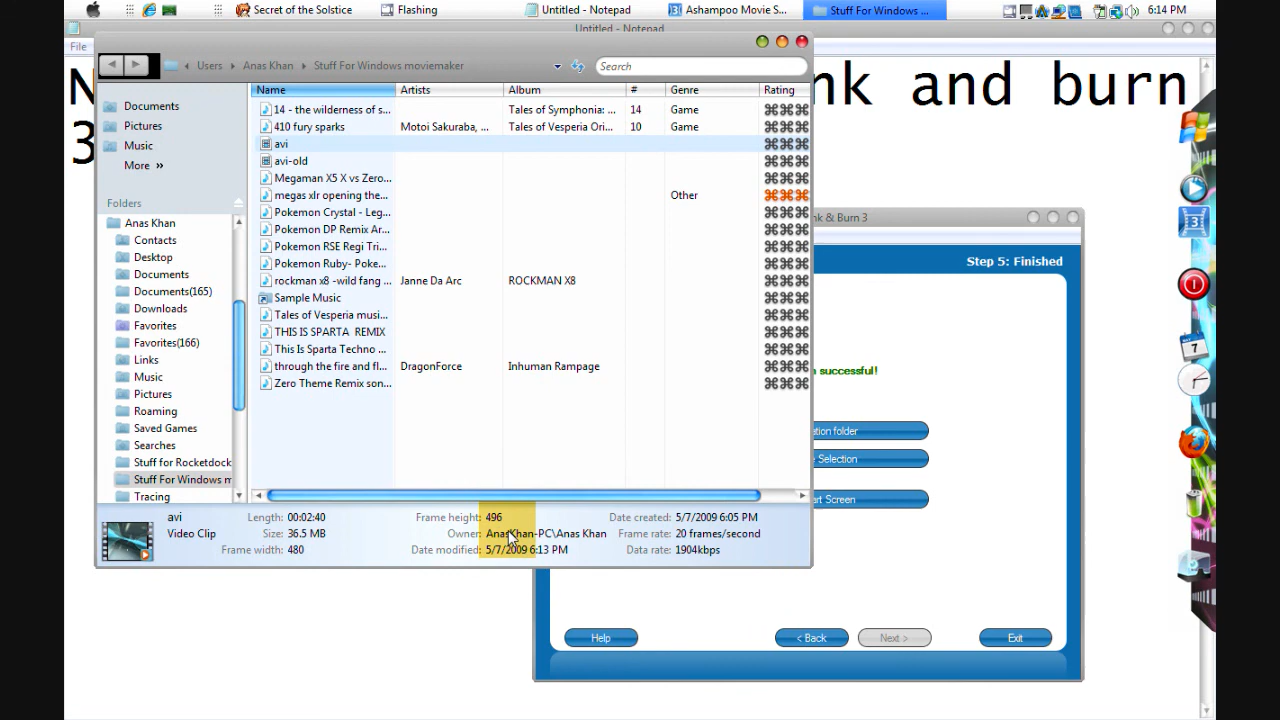 Secret of the Solstice
Flashing
Untitled - Notepad
Ashampoo Movie S...
Stuff For Windows ...
6:14 PM
Untitled - Notepad
File
nk and burn
3
Users
Anas Khan
Stuff For Windows moviemaker
Search
Documents
Pictures
Music
More »
Folders
Anas Khan
Contacts
Desktop
Documents
Documents(165)
Downloads
Favorites
Favorites(166)
Links
Music
Pictures
Roaming
Saved Games
Searches
Stuff for Rocketdock
Stuff For Windows m
Tracing
Name Artists Album # Genre Rating
14 - the wilderness of s... Tales of Symphonia: ... 14 Game
410 fury sparks Motoi Sakuraba, ... Tales of Vesperia Ori... 10 Game
avi
avi-old
Megaman X5 X vs Zero...
megas xlr opening the... Other
Pokemon Crystal - Leg...
Pokemon DP Remix Ar...
Pokemon RSE Regi Tri...
Pokemon Ruby- Poke...
rockman x8 -wild fang ... Janne Da Arc ROCKMAN X8
Sample Music
Tales of Vesperia musi...
THIS IS SPARTA REMIX
This Is Sparta Techno ...
through the fire and fl... DragonForce Inhuman Rampage
Zero Theme Remix son...
avi
Video Clip
Length: 00:02:40
Size: 36.5 MB
Frame width: 480
Frame height: 496
Owner: AnasKhan-PC\Anas Khan
Date modified: 5/7/2009 6:13 PM
Date created: 5/7/2009 6:05 PM
Frame rate: 20 frames/second
Data rate: 1904kbps
nk & Burn 3
Step 5: Finished
successful!
ation folder
Selection
art Screen
Help
< Back
Next >
Exit
3
7